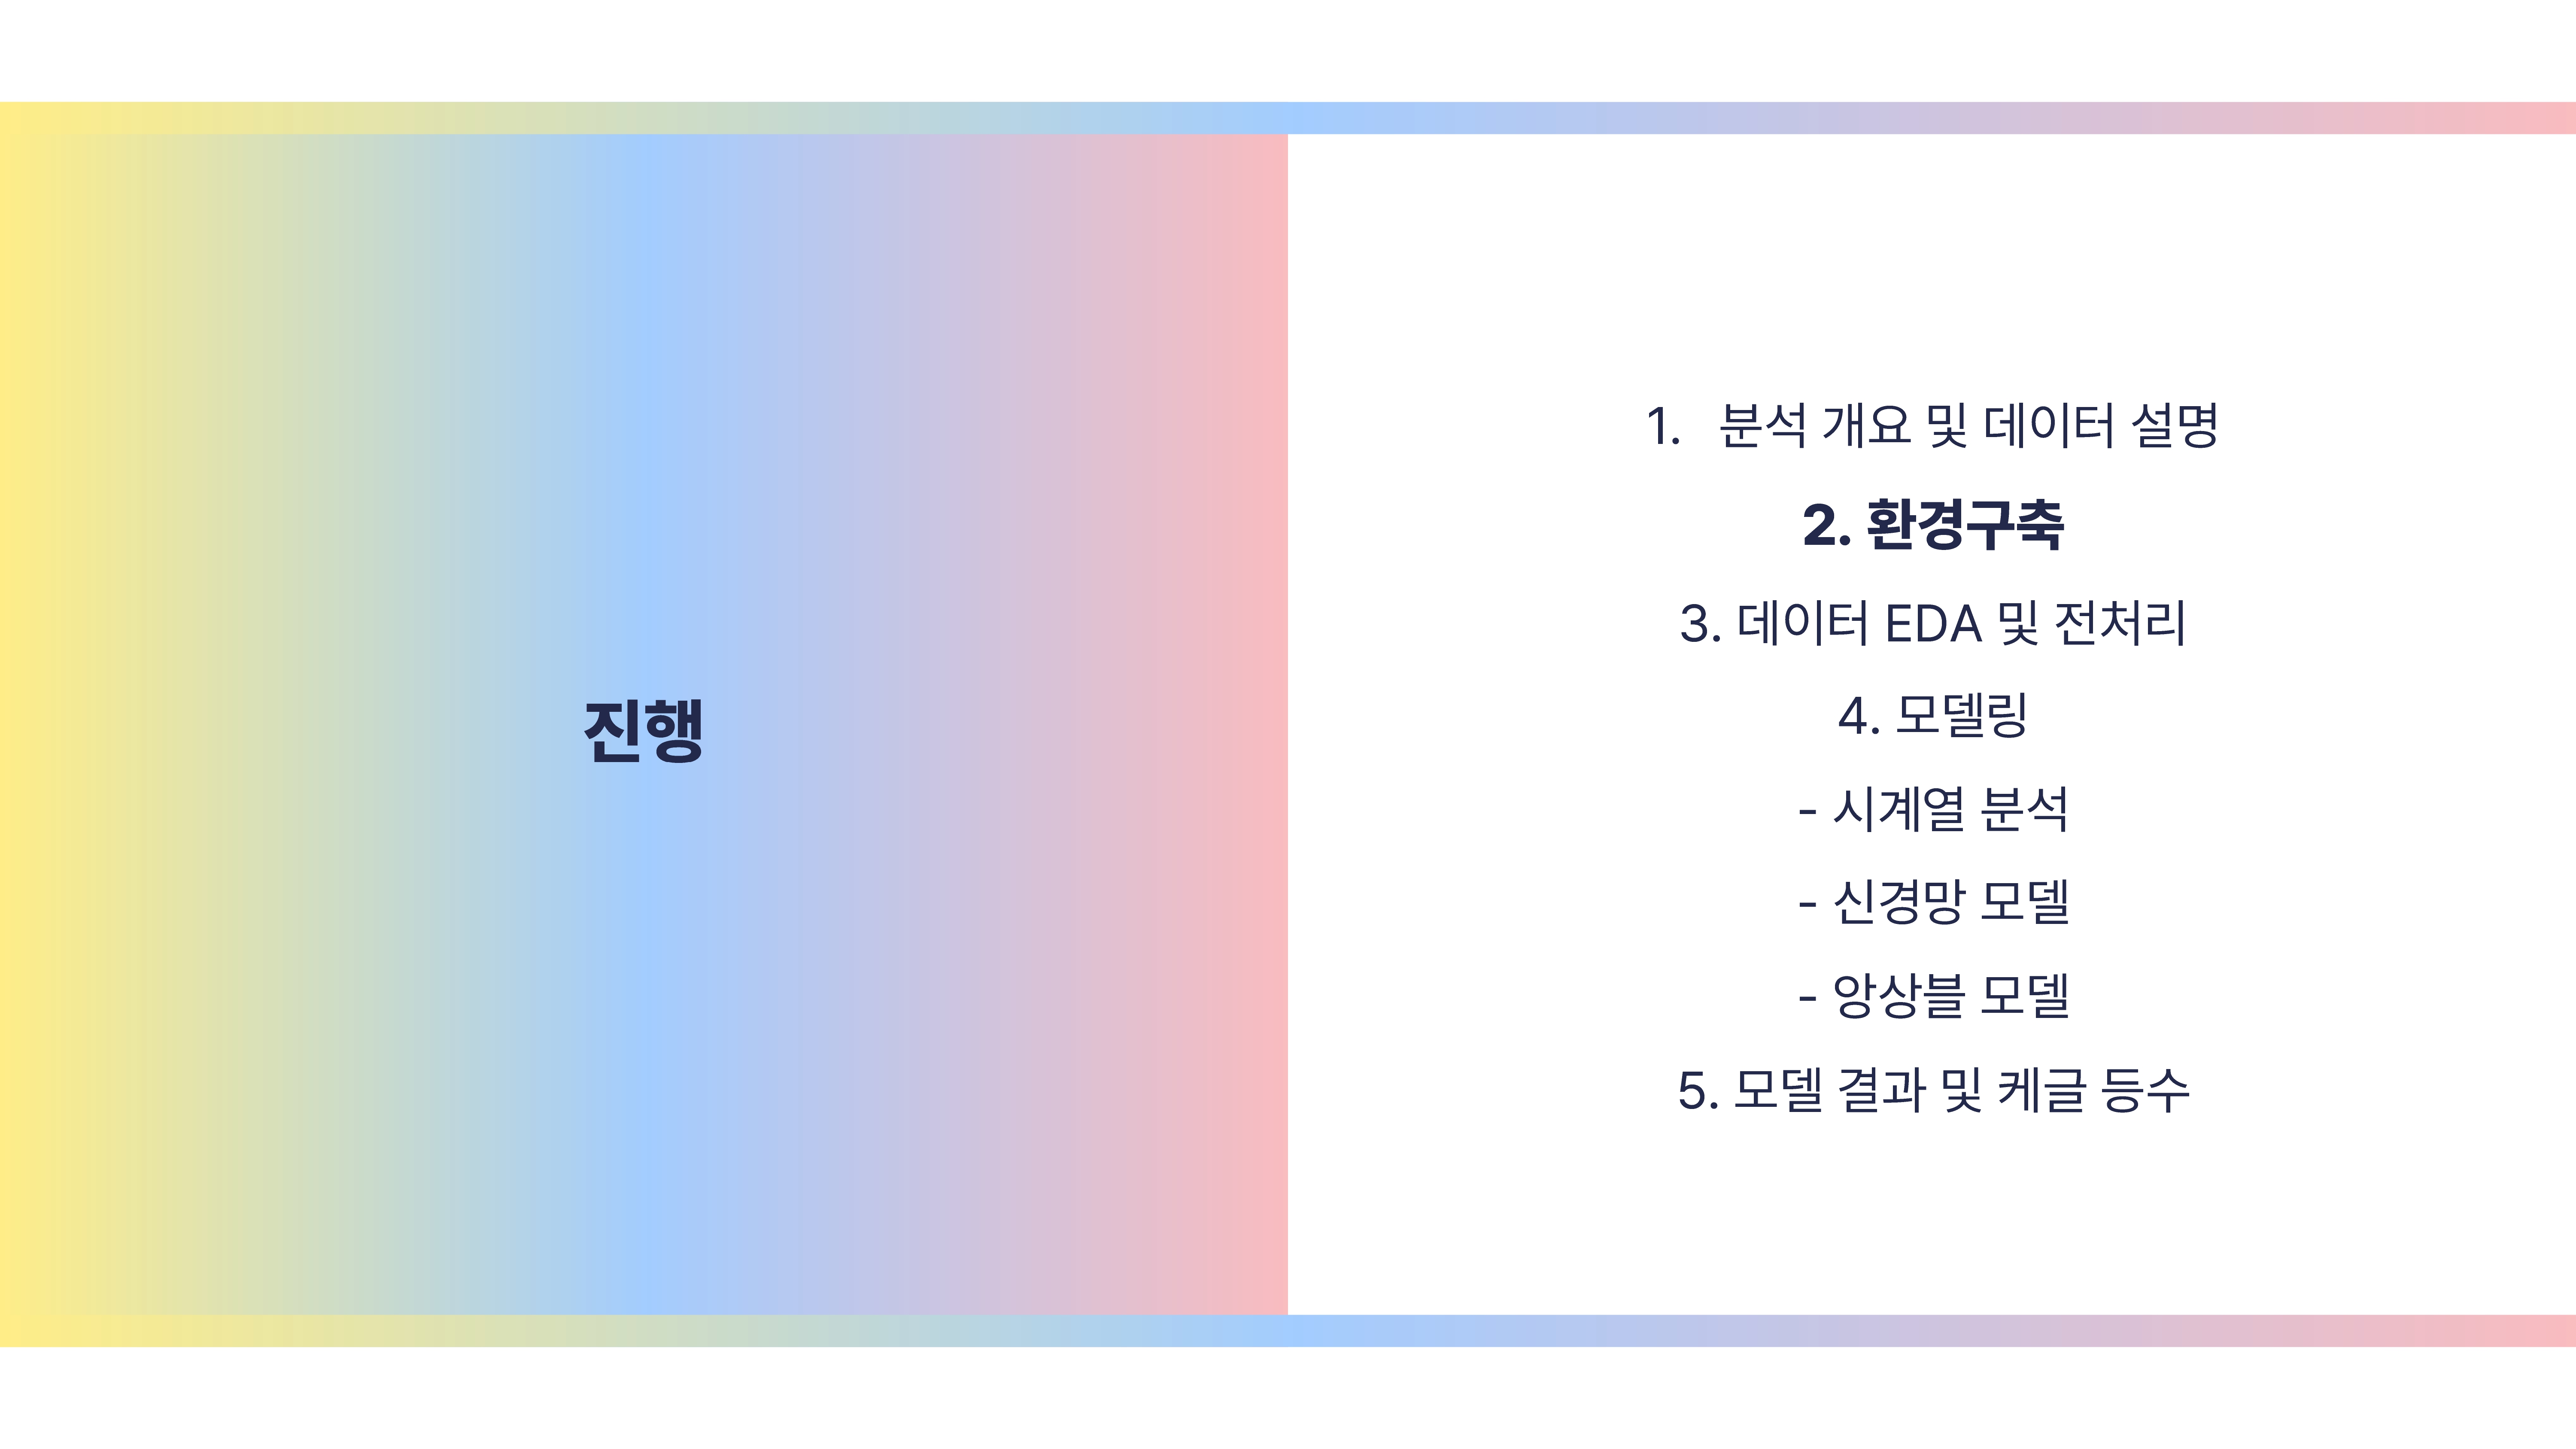 진행
1. 분석 개요 및 데이터 설명
2. 환경구축
3. 데이터 EDA 및 전처리
4. 모델링
- 시계열 분석
- 신경망 모델
- 앙상블 모델
5. 모델 결과 및 케글 등수